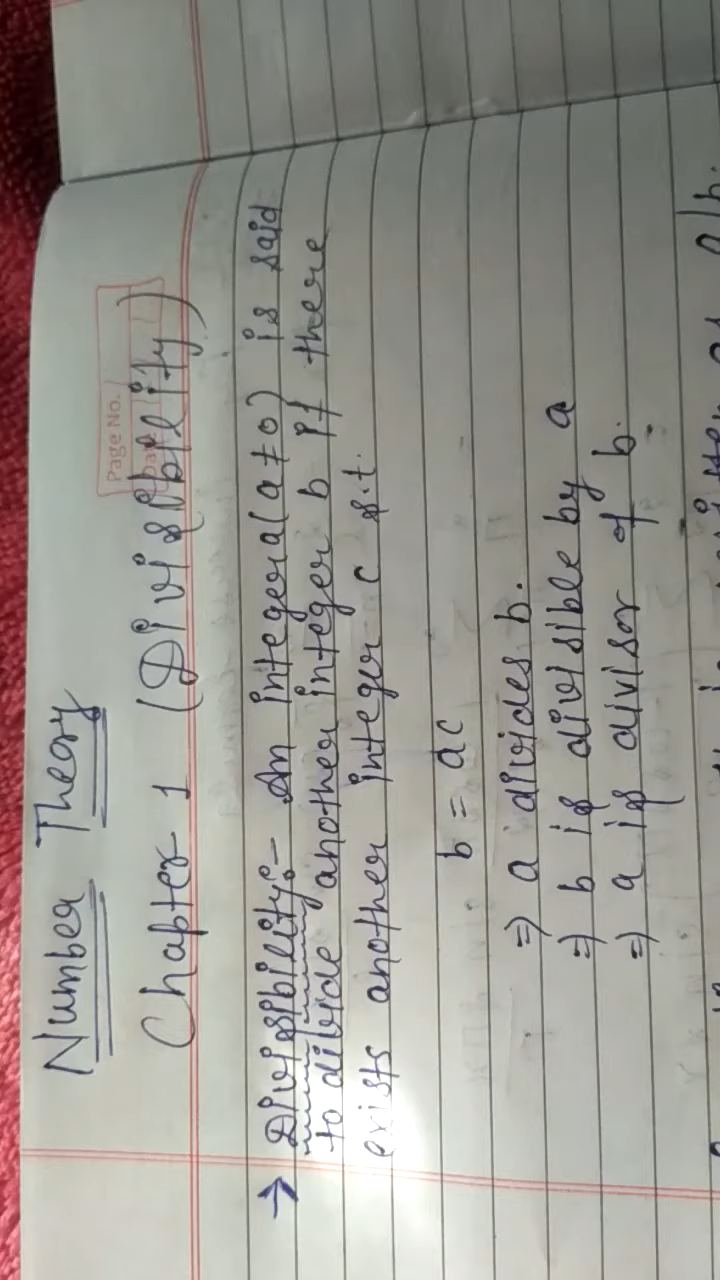 Page No.
Number Theory
Chapter 1 (Divisibility)
→ Divisibility:- An integer a (a ≠ 0) is said
to divide another integer b if there
exists another integer c s.t.
b = ac
⇒ a divides b.
⇒ b is divisible by a
⇒ a is divisor of b.
a/b.